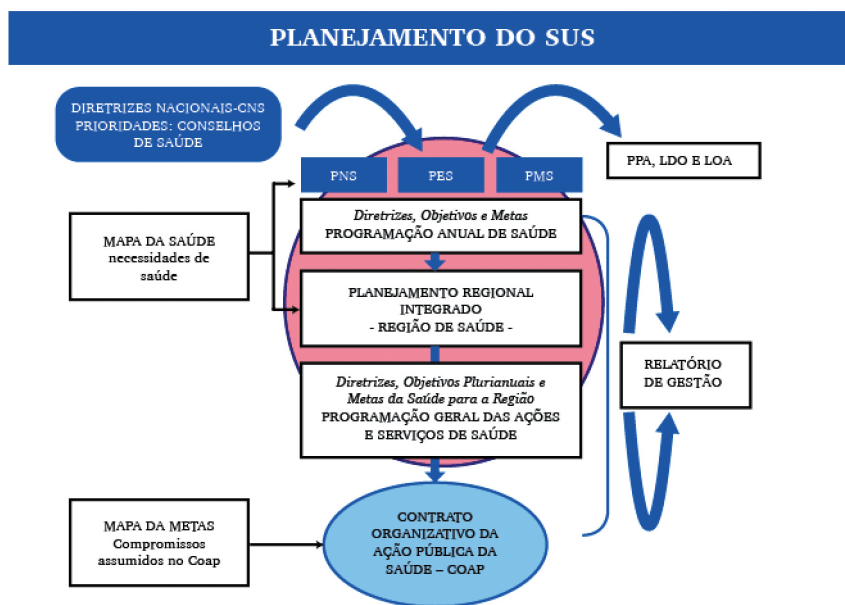 PLANEJAMENTO DO SUS
DIRETRIZES NACIONAIS-CNS
PRIORIDADES: CONSELHOS
DE SAÚDE
PNS
PES
PMS
PPA, LDO E LOA
Diretrizes, Objetivos e Metas
PROGRAMAÇÃO ANUAL DE SAÚDE
MAPA DA SAÚDE
necessidades de
saúde
PLANEJAMENTO REGIONAL
INTEGRADO
- REGIÃO DE SAÚDE -
RELATÓRIO
DE GESTÃO
Diretrizes, Objetivos Plurianuais e
Metas da Saúde para a Região
PROGRAMAÇÃO GERAL DAS AÇÕES
E SERVIÇOS DE SAÚDE
MAPA DA METAS
Compromissos
assumidos no Coap
CONTRATO
ORGANIZATIVO DA
AÇÃO PÚBLICA DA
SAÚDE – COAP